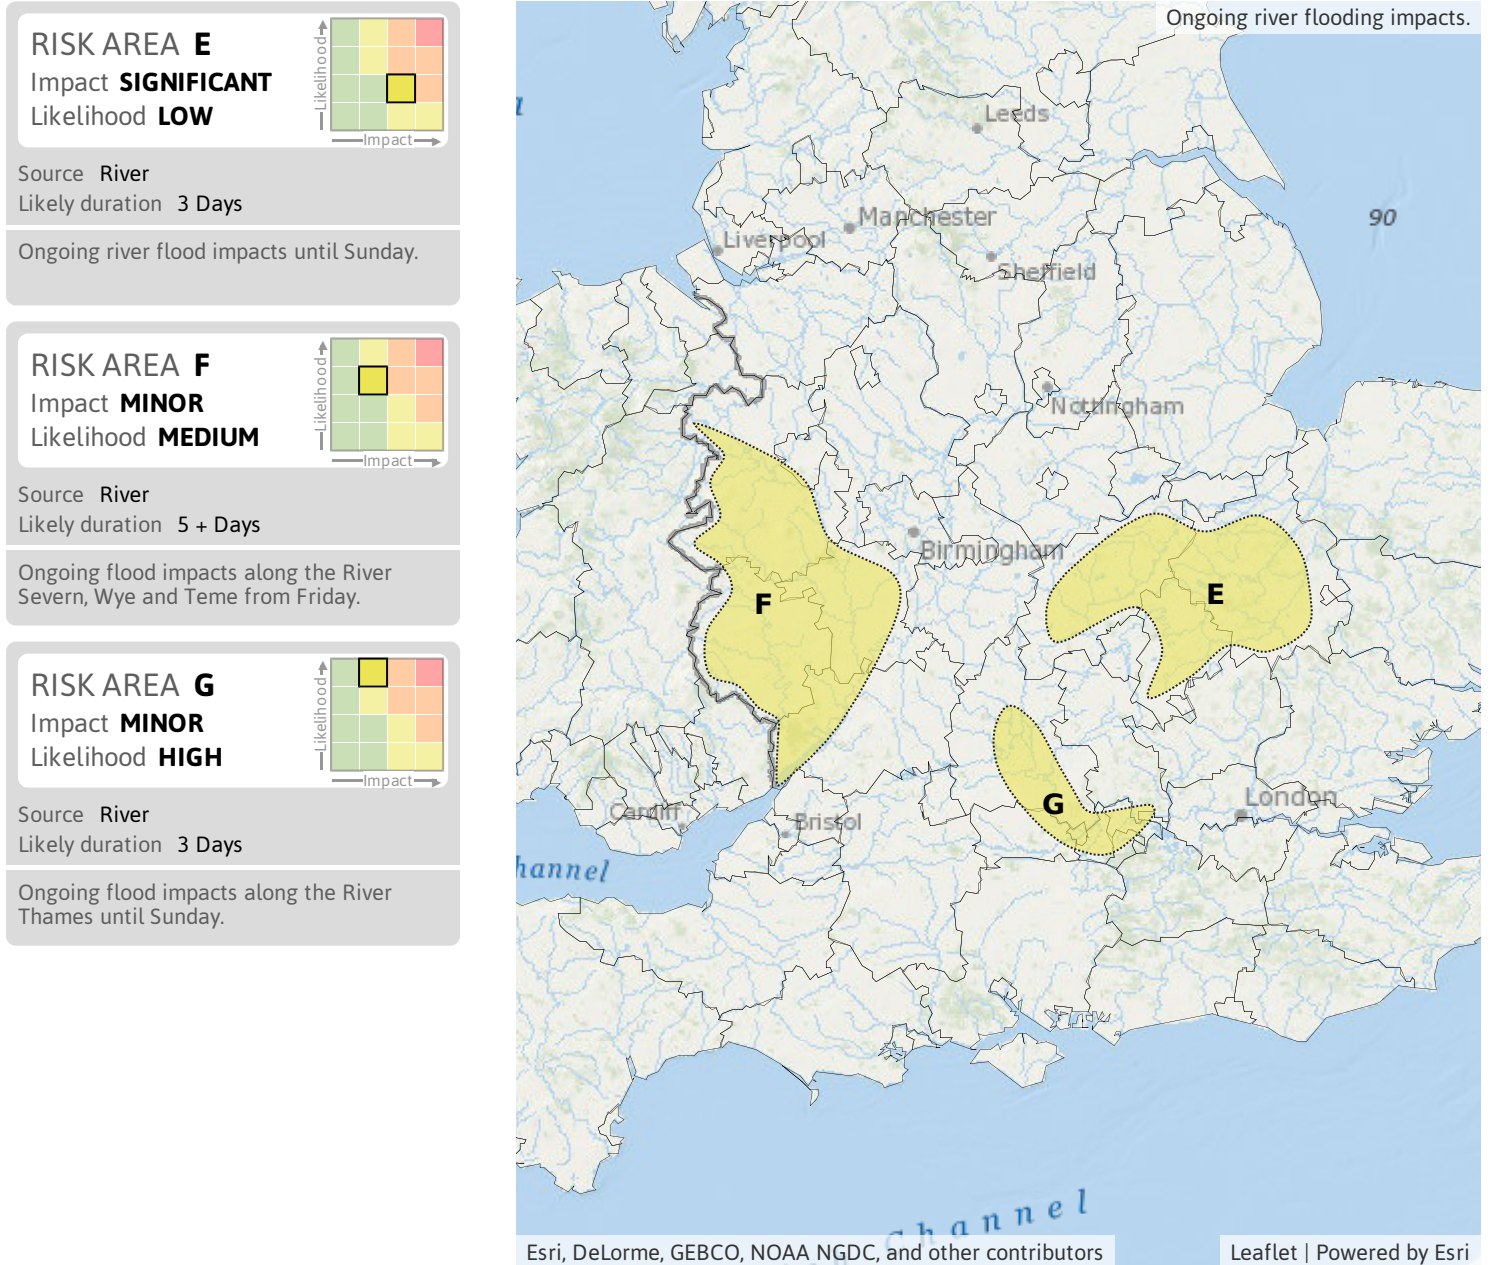 RISK AREA E
Impact SIGNIFICANT
Likelihood LOW
Likelihood
Impact
Source River
Likely duration 3 Days
Ongoing river flood impacts until Sunday.
RISK AREA F
Impact MINOR
Likelihood MEDIUM
Likelihood
Impact
Source River
Likely duration 5 + Days
Ongoing flood impacts along the River
Severn, Wye and Teme from Friday.
RISK AREA G
Impact MINOR
Likelihood HIGH
Likelihood
Impact
Source River
Likely duration 3 Days
Ongoing flood impacts along the River
Thames until Sunday.
Ongoing river flooding impacts.
Leeds
Manchester
90
Liverpool
Sheffield
Nottingham
Birmingham
E
F
G
London
Cardiff
Bristol
hannel
Channel
Esri, DeLorme, GEBCO, NOAA NGDC, and other contributors
Leaflet | Powered by Esri